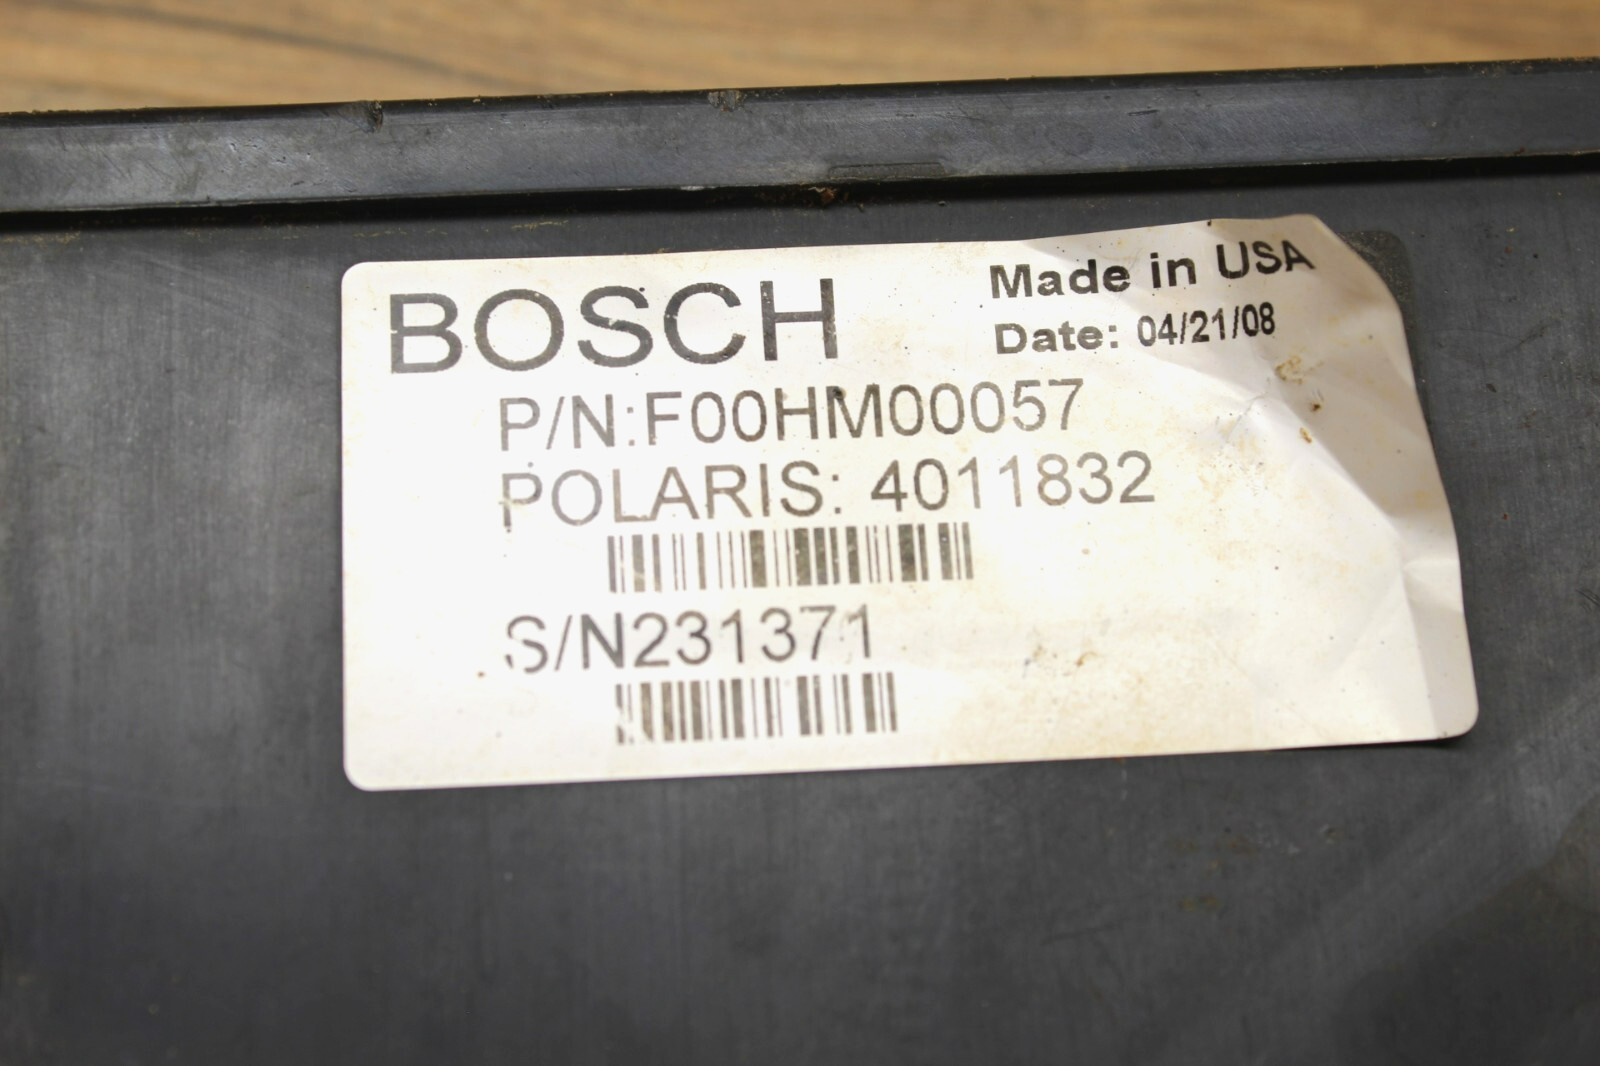 BOSCH
Made in USA
Date: 04/21/08
P/N:F00HM00057
POLARIS: 4011832
S/N231371